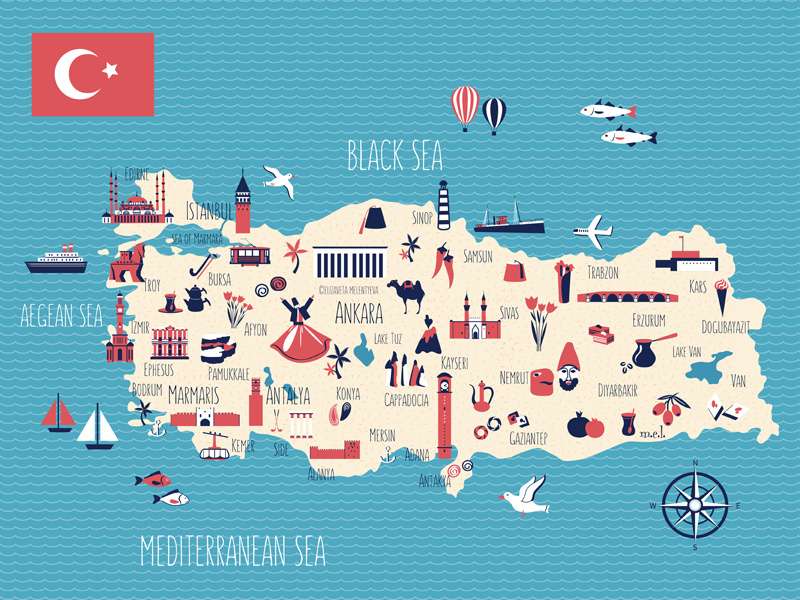 BLACK SEA
EDIRNE
ISTANBUL
SINOP
SEA OF MARMARA
SAMSUN
TRABZON
TROY
BURSA
©ELIZAVETA MELENTYEVA
KARS
AEGEAN SEA
ANKARA
SIVAS
ERZURUM
DOGUBAYAZIT
IZMIR
AFYON
LAKE TUZ
LAKE VAN
EPHESUS
PAMUKKALE
KAYSERI
NEMRUT
VAN
BODRUM
MARMARIS
ANTALYA
KONYA
CAPPADOCIA
DIYARBAKIR
KEMER
SIDE
MERSIN
GAZIANTEP
m.el.
ALANYA
ADANA
ANTAKYA
N
W
E
S
MEDITERRANEAN SEA